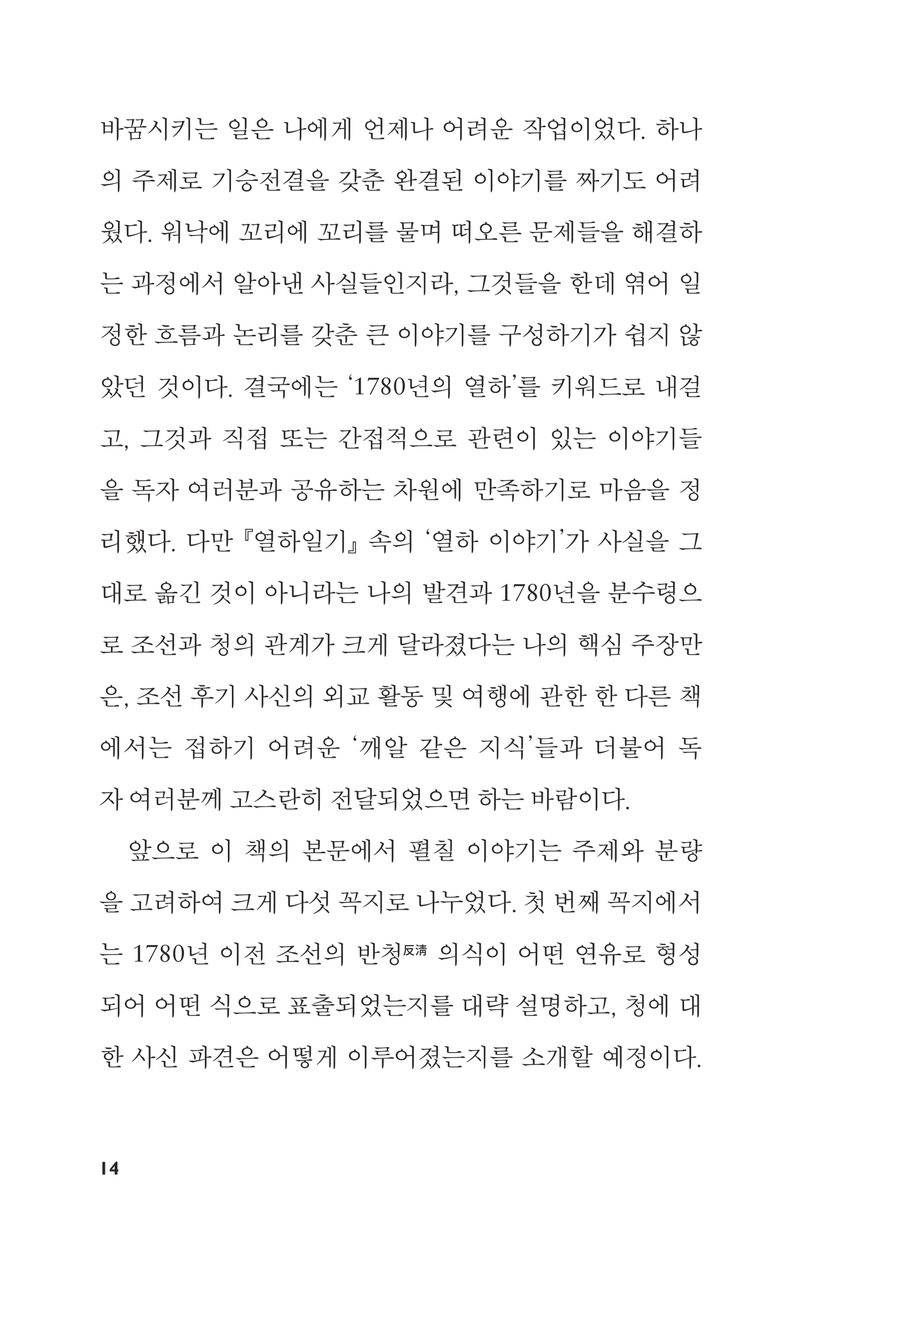 바꿈시키는 일은 나에게 언제나 어려운 작업이었다. 하나
의 주제로 기승전결을 갖춘 완결된 이야기를 짜기도 어려
웠다. 워낙에 꼬리에 꼬리를 물며 떠오른 문제들을 해결하
는 과정에서 알아낸 사실들인지라, 그것들을 한데 엮어 일
정한 흐름과 논리를 갖춘 큰 이야기를 구성하기가 쉽지 않
았던 것이다. 결국에는 ‘1780년의 열하’를 키워드로 내걸
고, 그것과 직접 또는 간접적으로 관련이 있는 이야기들
을 독자 여러분과 공유하는 차원에 만족하기로 마음을 정
리했다. 다만 『열하일기』 속의 ‘열하 이야기’가 사실을 그
대로 옮긴 것이 아니라는 나의 발견과 1780년을 분수령으
로 조선과 청의 관계가 크게 달라졌다는 나의 핵심 주장만
은, 조선 후기 사신의 외교 활동 및 여행에 관한 한 다른 책
에서는 접하기 어려운 ‘깨알 같은 지식’들과 더불어 독
자 여러분께 고스란히 전달되었으면 하는 바람이다.
앞으로 이 책의 본문에서 펼칠 이야기는 주제와 분량
을 고려하여 크게 다섯 꼭지로 나누었다. 첫 번째 꼭지에서
는 1780년 이전 조선의 반청反淸 의식이 어떤 연유로 형성
되어 어떤 식으로 표출되었는지를 대략 설명하고, 청에 대
한 사신 파견은 어떻게 이루어졌는지를 소개할 예정이다.
14